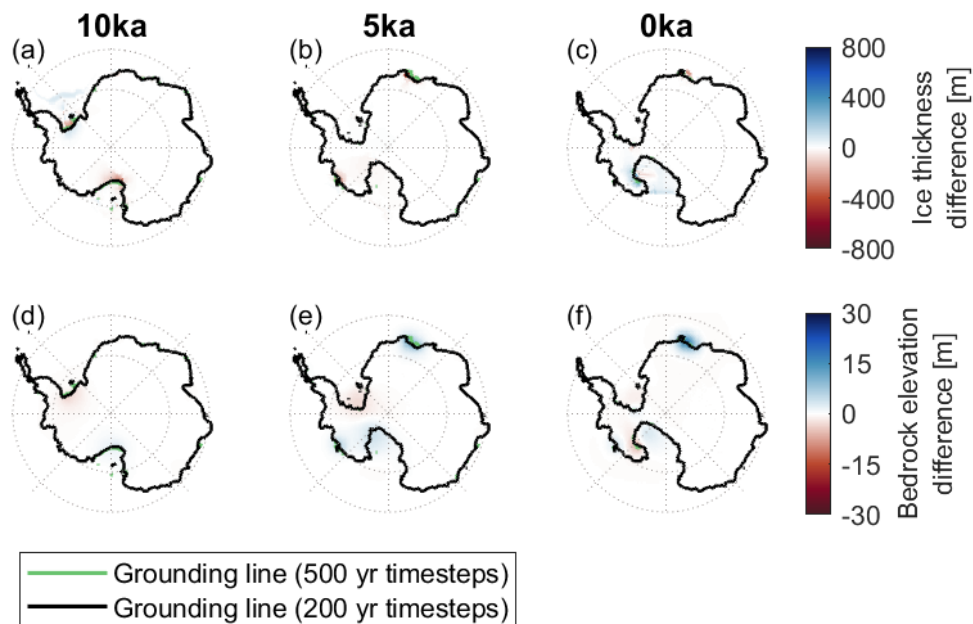 10ka 5ka 0ka
(a) (b) (c)
800
400
0
-400
-800
Ice thickness
difference [m]
(d) (e) (f)
30
15
0
-15
-30
Bedrock elevation
difference [m]
Grounding line (500 yr timesteps)
Grounding line (200 yr timesteps)